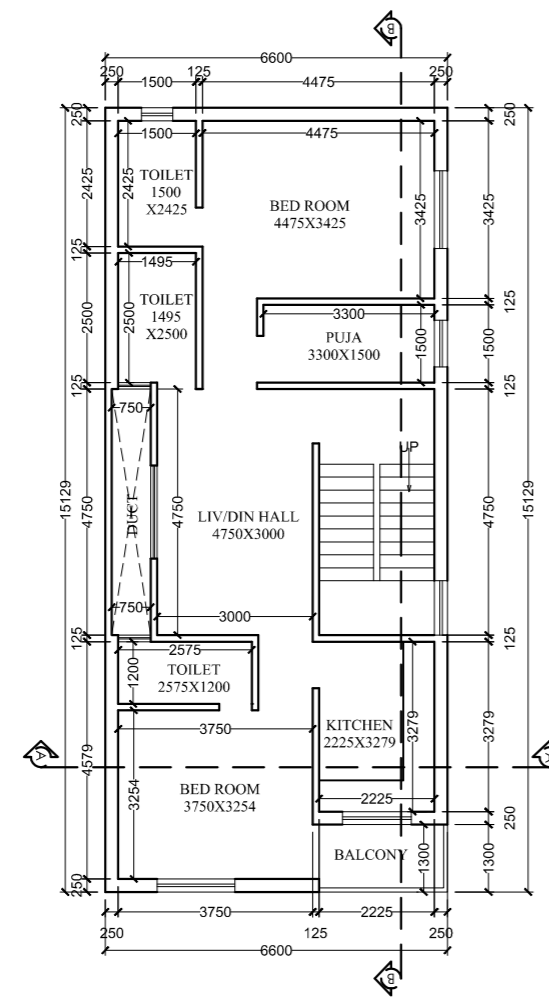 B
6600
250
1500
125
4475
250
1500
4475
250
2425
125
2500
125
4750
125
4579
250
15129
2425
TOILET
1500
X2425
BED ROOM
4475X3425
3425
250
3425
125
1500
125
4750
125
3279
250
1300
15129
1495
2500
TOILET
1495
X2500
3300
PUJA
3300X1500
1500
750
DUCT
4750
LIV/DIN HALL
4750X3000
UP
750
3000
2575
1200
TOILET
2575X1200
KITCHEN
2225X3279
3279
A
A
3750
3254
BED ROOM
3750X3254
2225
BALCONY
1300
3750
2225
250
125
250
6600
B